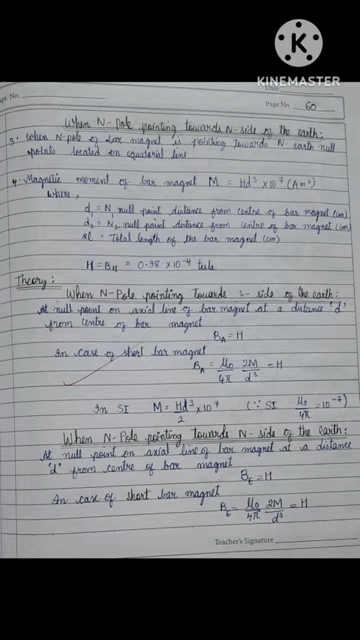 KINEMASTER
Expt. No.
Date
Page No. 60
When N-Pole pointing towards N-side of the earth:
3. When N-pole of bar magnet is pointing towards N-earth null
points located on equatorial line
4. Magnetic moment of bar magnet M = Hd³ × 10⁷ (Am²)
where,
d₁ = N₁ null point distance from centre of bar magnet (cm)
d₂ = N₂ null point distance from centre of bar magnet (cm)
2l = Total length of the bar magnet (cm)
H = B_H = 0.38 × 10⁻⁴ tesla.
Theory:
When N-Pole pointing Towards S-side of the earth:
At null point on axial line of bar magnet at a distance 'd'
from centre of bar magnet
B_A = H
In case of short bar magnet
B_A = μ₀/4π 2M/d³ = H
In SI M = Hd³/2 × 10⁷ (∵ SI μ₀/4π = 10⁻⁷)
When N-Pole pointing Towards N-side of the earth:
At null point on axial line of bar magnet at a distance
'd' from centre of bar magnet
B_E = H
In case of short bar magnet
B_E = μ₀/4π 2M/d³ = H
Teacher's Signature